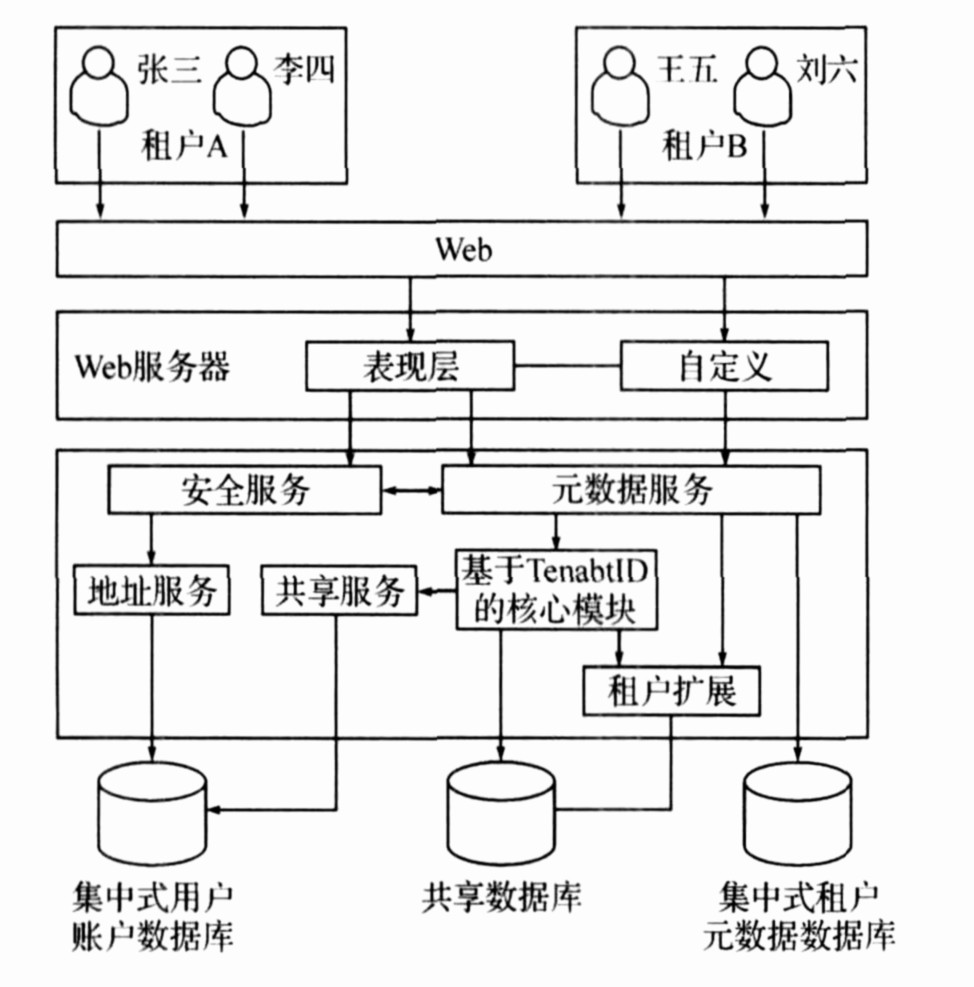 张三
李四
王五
刘六
租户A
租户B
Web
Web服务器
表现层
自定义
安全服务
元数据服务
地址服务
共享服务
基于TenabtID
的核心模块
租户扩展
集中式用户
账户数据库
共享数据库
集中式租户
元数据数据库